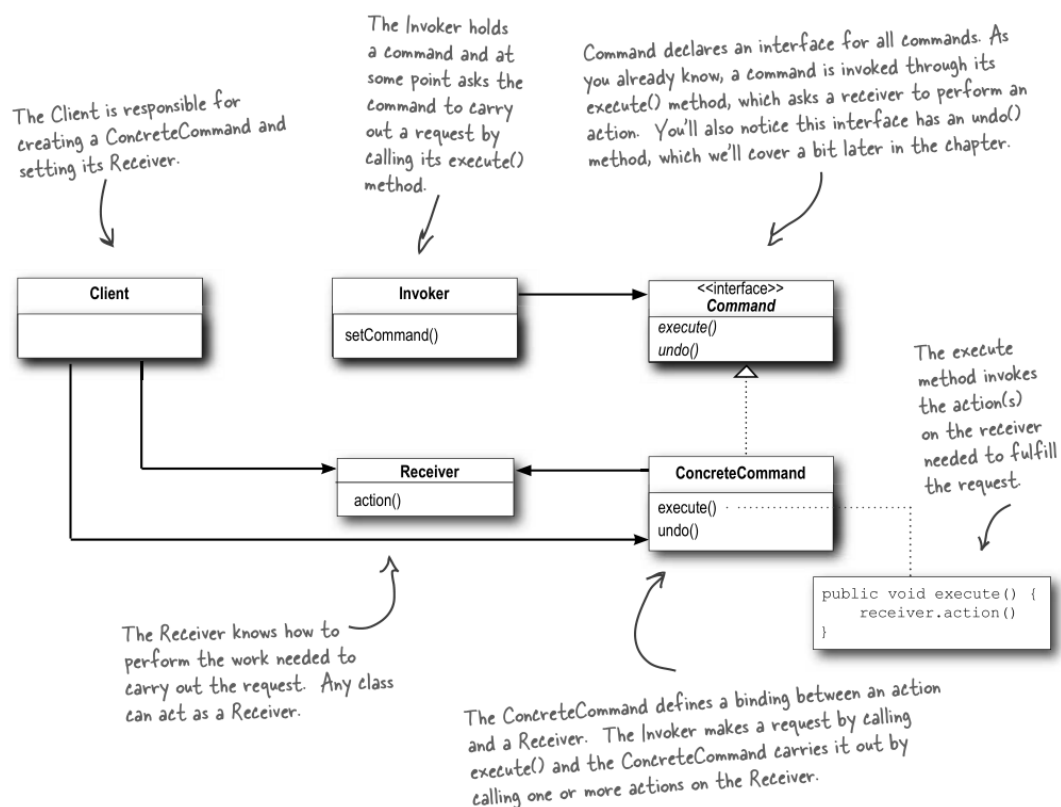 The Client is responsible for
creating a ConcreteCommand and
setting its Receiver.
The Invoker holds
a command and at
some point asks the
command to carry
out a request by
calling its execute()
method.
Command declares an interface for all commands. As
you already know, a command is invoked through its
execute() method, which asks a receiver to perform an
action. You'll also notice this interface has an undo()
method, which we'll cover a bit later in the chapter.
Client
Invoker
setCommand()
<<interface>>
Command
execute()
undo()
The execute
method invokes
the action(s)
on the receiver
needed to fulfill
the request.
Receiver
action()
ConcreteCommand
execute()
undo()
public void execute() {
receiver.action()
}
The Receiver knows how to
perform the work needed to
carry out the request. Any class
can act as a Receiver.
The ConcreteCommand defines a binding between an action
and a Receiver. The Invoker makes a request by calling
execute() and the ConcreteCommand carries it out by
calling one or more actions on the Receiver.